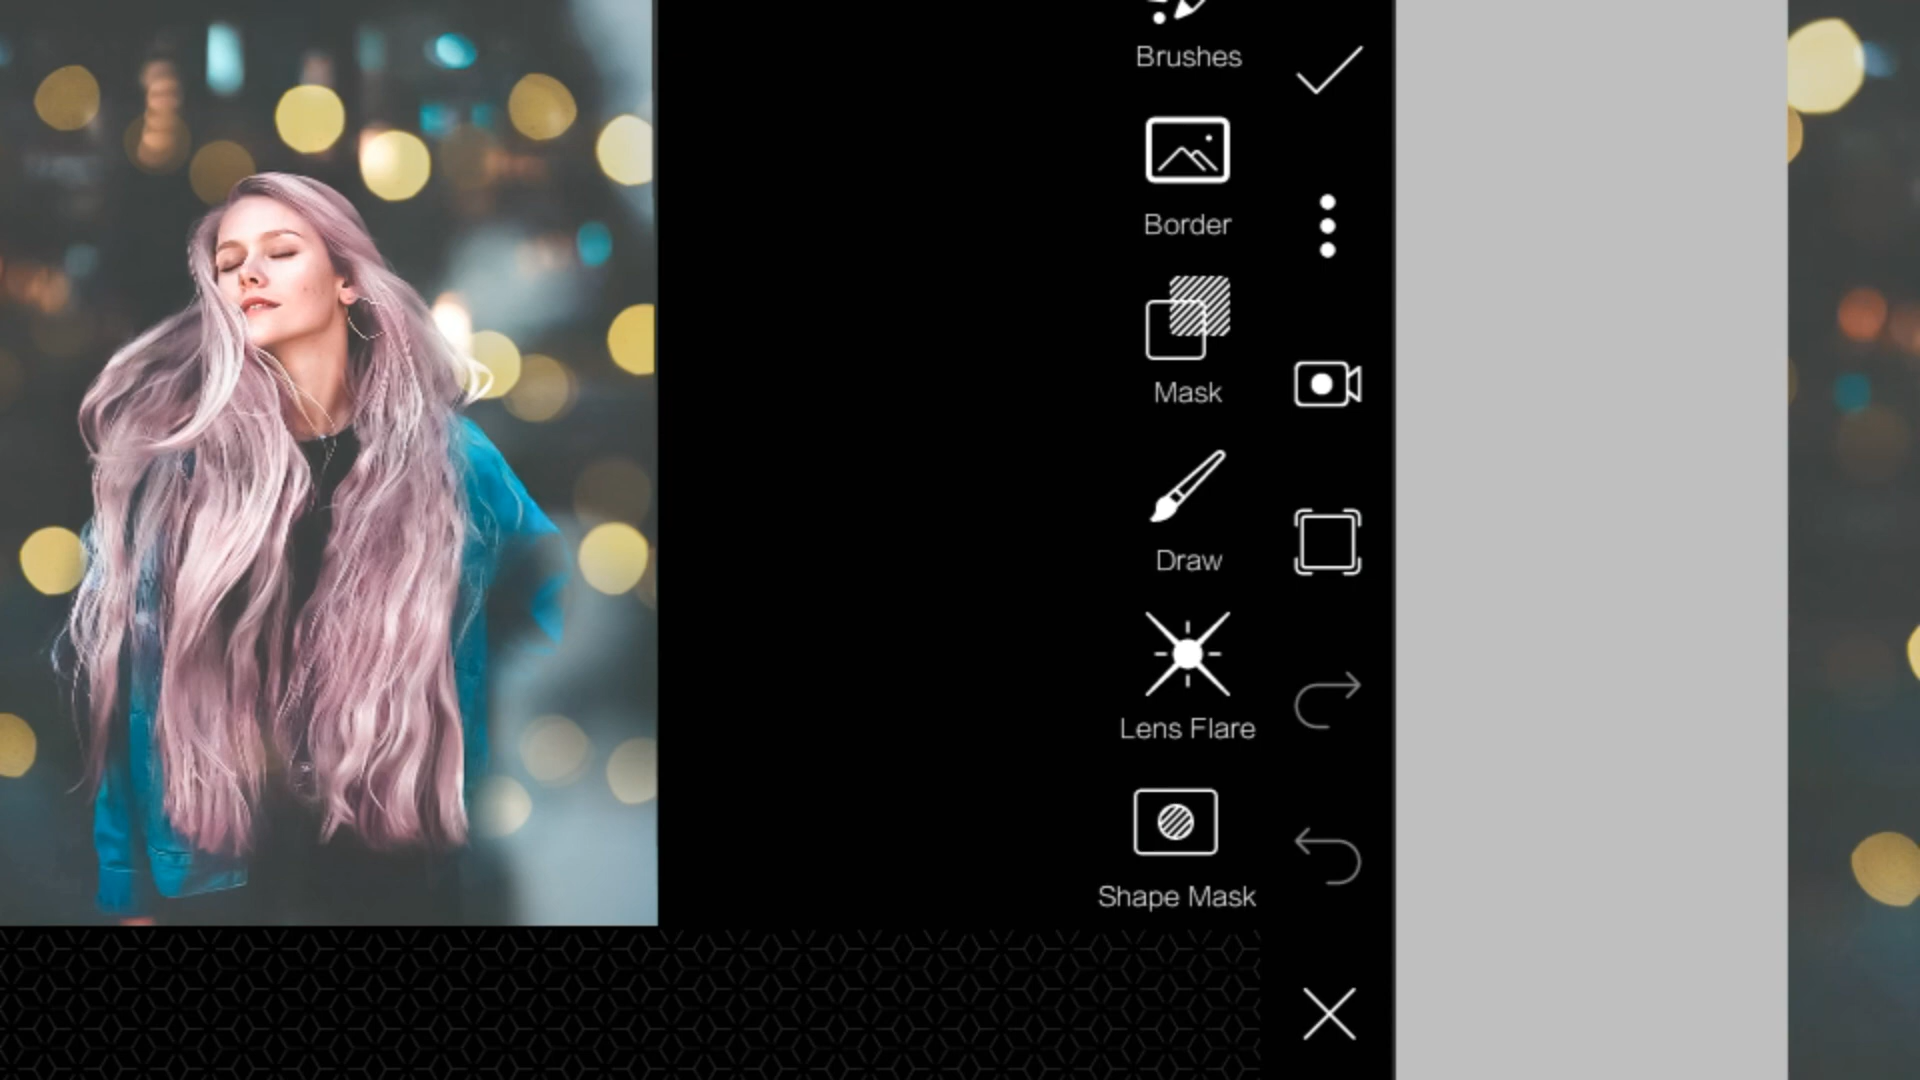 Brushes
Border
Mask
Draw
Lens Flare
Shape Mask